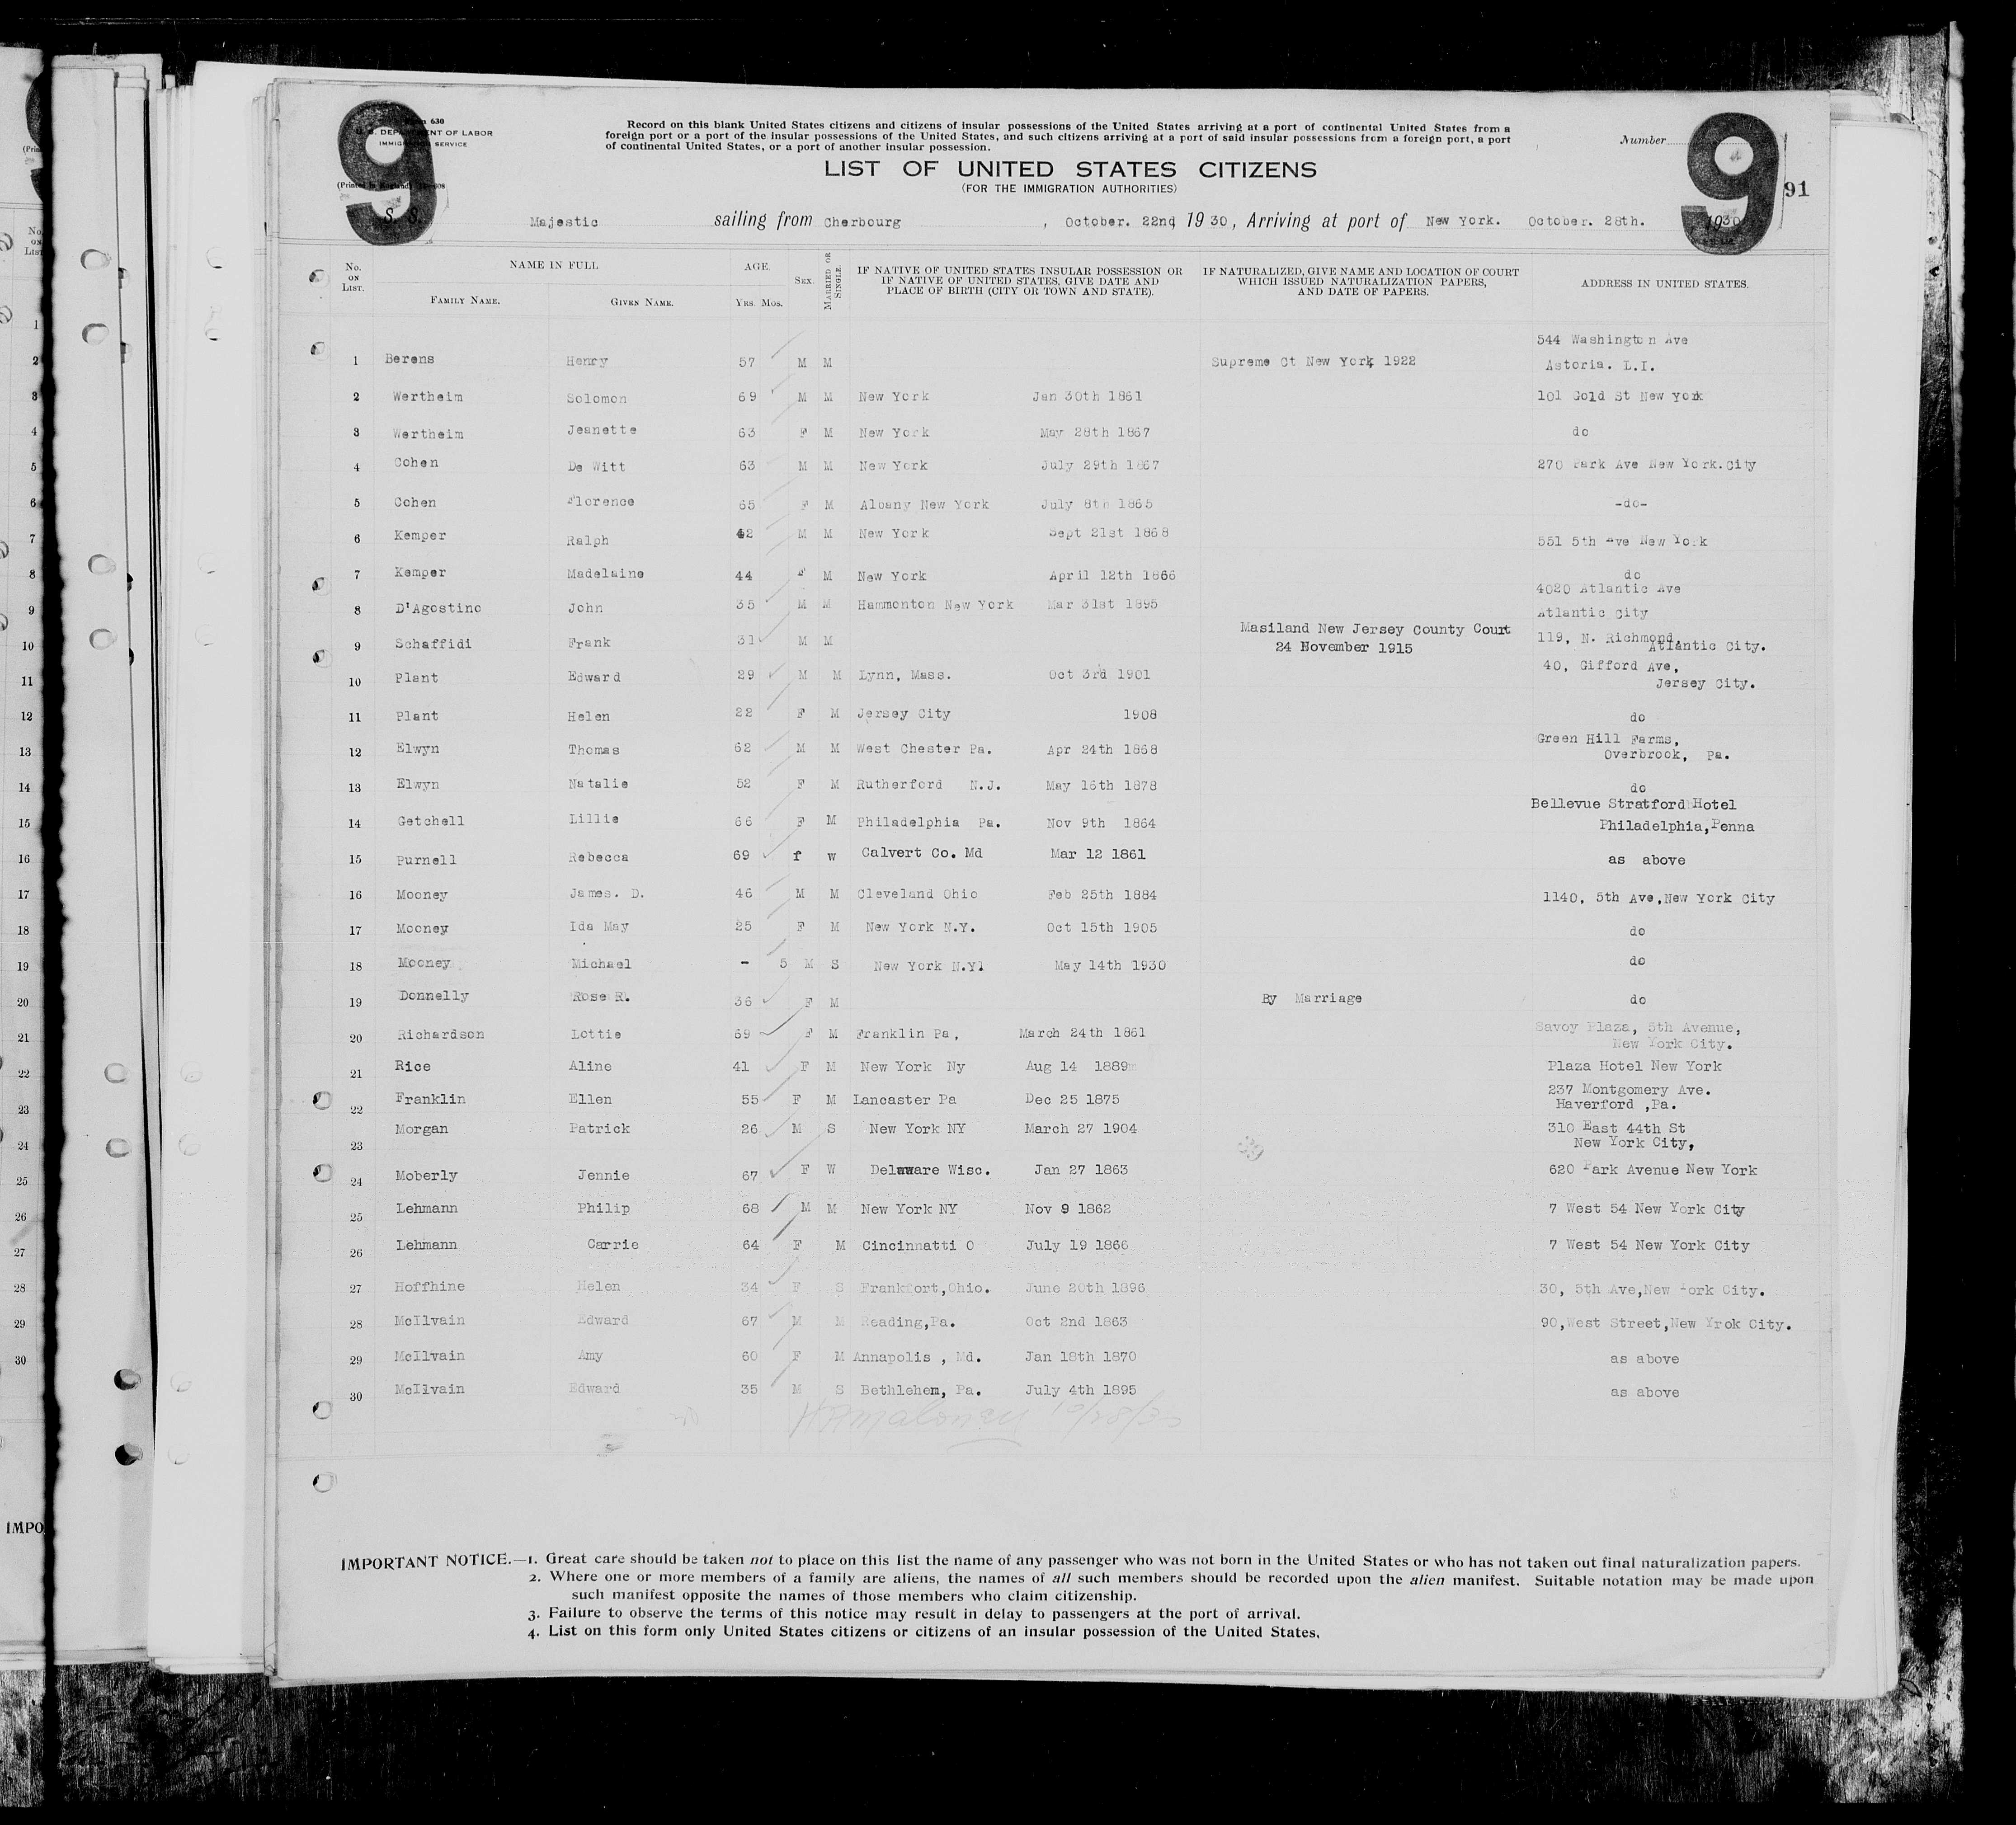 9
9
Form 630
U. S. DEPARTMENT OF LABOR
IMMIGRATION SERVICE
(Printed in England)
Record on this blank United States citizens and citizens of insular possessions of the United States arriving at a port of continental United States from a
foreign port or a port of the insular possessions of the United States, and such citizens arriving at a port of said insular possessions from a foreign port, a port
of continental United States, or a port of another insular possession.
Number
91
LIST OF UNITED STATES CITIZENS
(FOR THE IMMIGRATION AUTHORITIES)
S. S. Majestic sailing from Cherbourg , October. 22nd 1930, Arriving at port of New York. October. 28th. 1930
No. ON LIST. NAME IN FULL FAMILY NAME. GIVEN NAME. AGE YRS. MOS. SEX. MARRIED OR SINGLE. IF NATIVE OF UNITED STATES INSULAR POSSESSION OR IF NATIVE OF UNITED STATES, GIVE DATE AND PLACE OF BIRTH (CITY OR TOWN AND STATE). IF NATURALIZED, GIVE NAME AND LOCATION OF COURT WHICH ISSUED NATURALIZATION PAPERS, AND DATE OF PAPERS. ADDRESS IN UNITED STATES.
544 Washington Ave
1 Berens Henry 57 M M Supreme Ct New York, 1922 Astoria. L.I.
2 Wertheim Solomon 69 M M New York Jan 30th 1861 101 Gold St New York
3 Wertheim Jeanette 63 F M New York May 28th 1867 do
4 Cohen De Witt 63 M M New York July 29th 1867 270 Park Ave New York.City
5 Cohen Florence 65 F M Albany New York July 8th 1865 -do-
6 Kemper Ralph 42 M M New York Sept 21st 1868 551 5th Ave New York
7 Kemper Madelaine 44 F M New York April 12th 1866 do
4020 Atlantic Ave
8 D'Agostino John 35 M M Hammonton New York Mar 31st 1895 Atlantic City
9 Schaffidi Frank 31 M M Masiland New Jersey County Court 24 November 1915 119, N. Richmond, Atlantic City.
10 Plant Edward 29 M M Lynn, Mass. Oct 3rd 1901 40, Gifford Ave, Jersey City.
11 Plant Helen 22 F M Jersey City 1908 do
12 Elwyn Thomas 62 M M West Chester Pa. Apr 24th 1868 Green Hill Farms, Overbrook, Pa.
13 Elwyn Natalie 52 F M Rutherford N.J. May 15th 1878 do
14 Getchell Lillie 66 F M Philadelphia Pa. Nov 9th 1864 Bellevue Stratford Hotel Philadelphia,Penna
15 Purnell Rebecca 69 f w Calvert Co. Md Mar 12 1861 as above
16 Mooney James. D. 46 M M Cleveland Ohio Feb 25th 1884 1140, 5th Ave,New York City
17 Mooney Ida May 25 F M New York N.Y. Oct 15th 1905 do
18 Mooney Michael - 5 M S New York N.Yl May 14th 1930 do
19 Donnelly Rose R. 36 F M By Marriage do
20 Richardson Lottie 69 F M Franklin Pa, March 24th 1861 Savoy Plaza, 5th Avenue, New York City.
21 Rice Aline 41 F M New York Ny Aug 14 1889 Plaza Hotel New York
22 Franklin Ellen 55 F M Lancaster Pa Dec 25 1875 237 Montgomery Ave. Haverford ,Pa.
23 Morgan Patrick 26 M S New York NY March 27 1904 310 East 44th St New York City,
24 Moberly Jennie 67 F W Delaware Wisc. Jan 27 1863 620 Park Avenue New York
25 Lehmann Philip 68 M M New York NY Nov 9 1862 7 West 54 New York City
26 Lehmann Carrie 64 F M Cincinnatti O July 19 1866 7 West 54 New York City
27 Hoffhine Helen 34 F S Frankfort,Ohio. June 20th 1896 30, 5th Ave,New York City.
28 McIlvain Edward 67 M M Reading,Pa. Oct 2nd 1863 90,West Street,New Yrok City.
29 McIlvain Amy 60 F M Annapolis , Md. Jan 18th 1870 as above
30 McIlvain Edward 35 M S Bethlehem, Pa. July 4th 1895 as above
HR Maloney 10/28/30
IMPORTANT NOTICE.—1. Great care should be taken not to place on this list the name of any passenger who was not born in the United States or who has not taken out final naturalization papers.
2. Where one or more members of a family are aliens, the names of all such members should be recorded upon the alien manifest. Suitable notation may be made upon
such manifest opposite the names of those members who claim citizenship.
3. Failure to observe the terms of this notice may result in delay to passengers at the port of arrival.
4. List on this form only United States citizens or citizens of an insular possession of the United States.